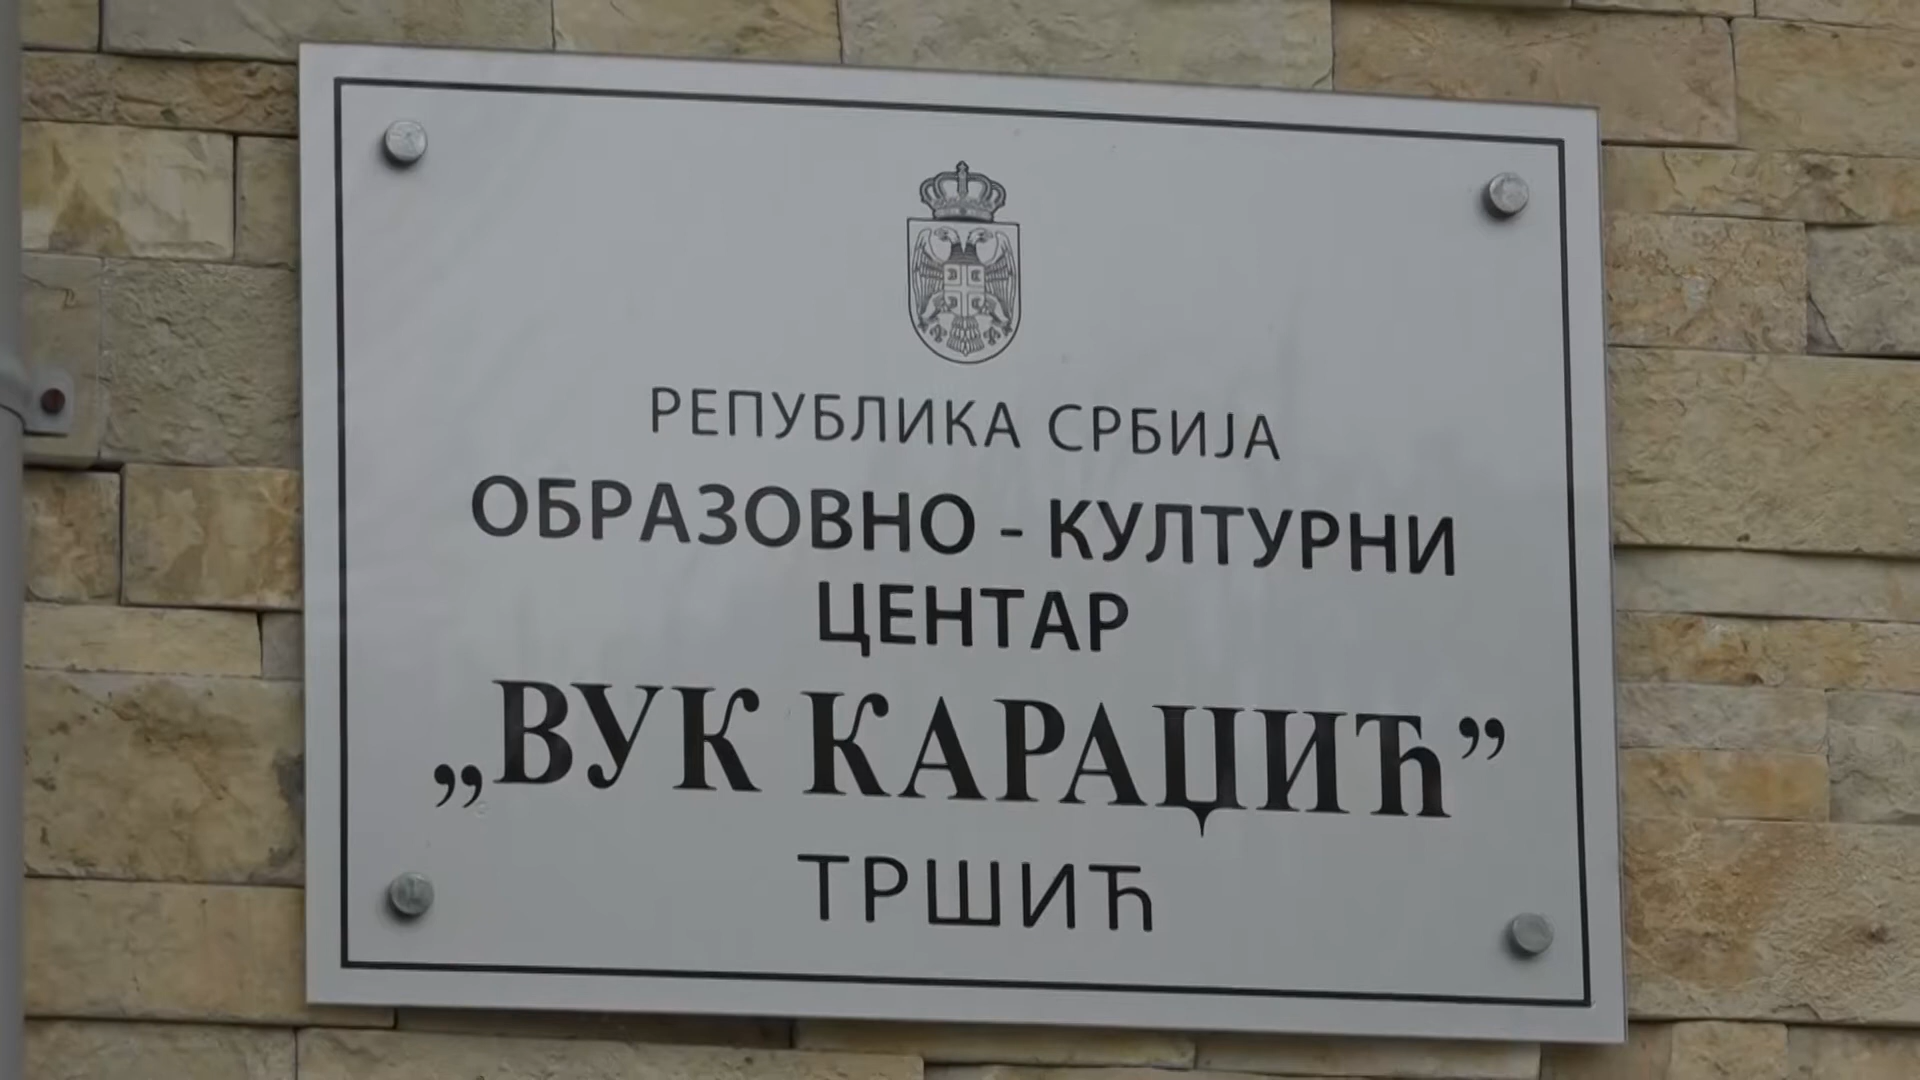 РЕПУБЛИКА СРБИЈА
ОБРАЗОВНО - КУЛТУРНИ
ЦЕНТАР
„ВУК КАРАЏИЋ”
ТРШИЋ